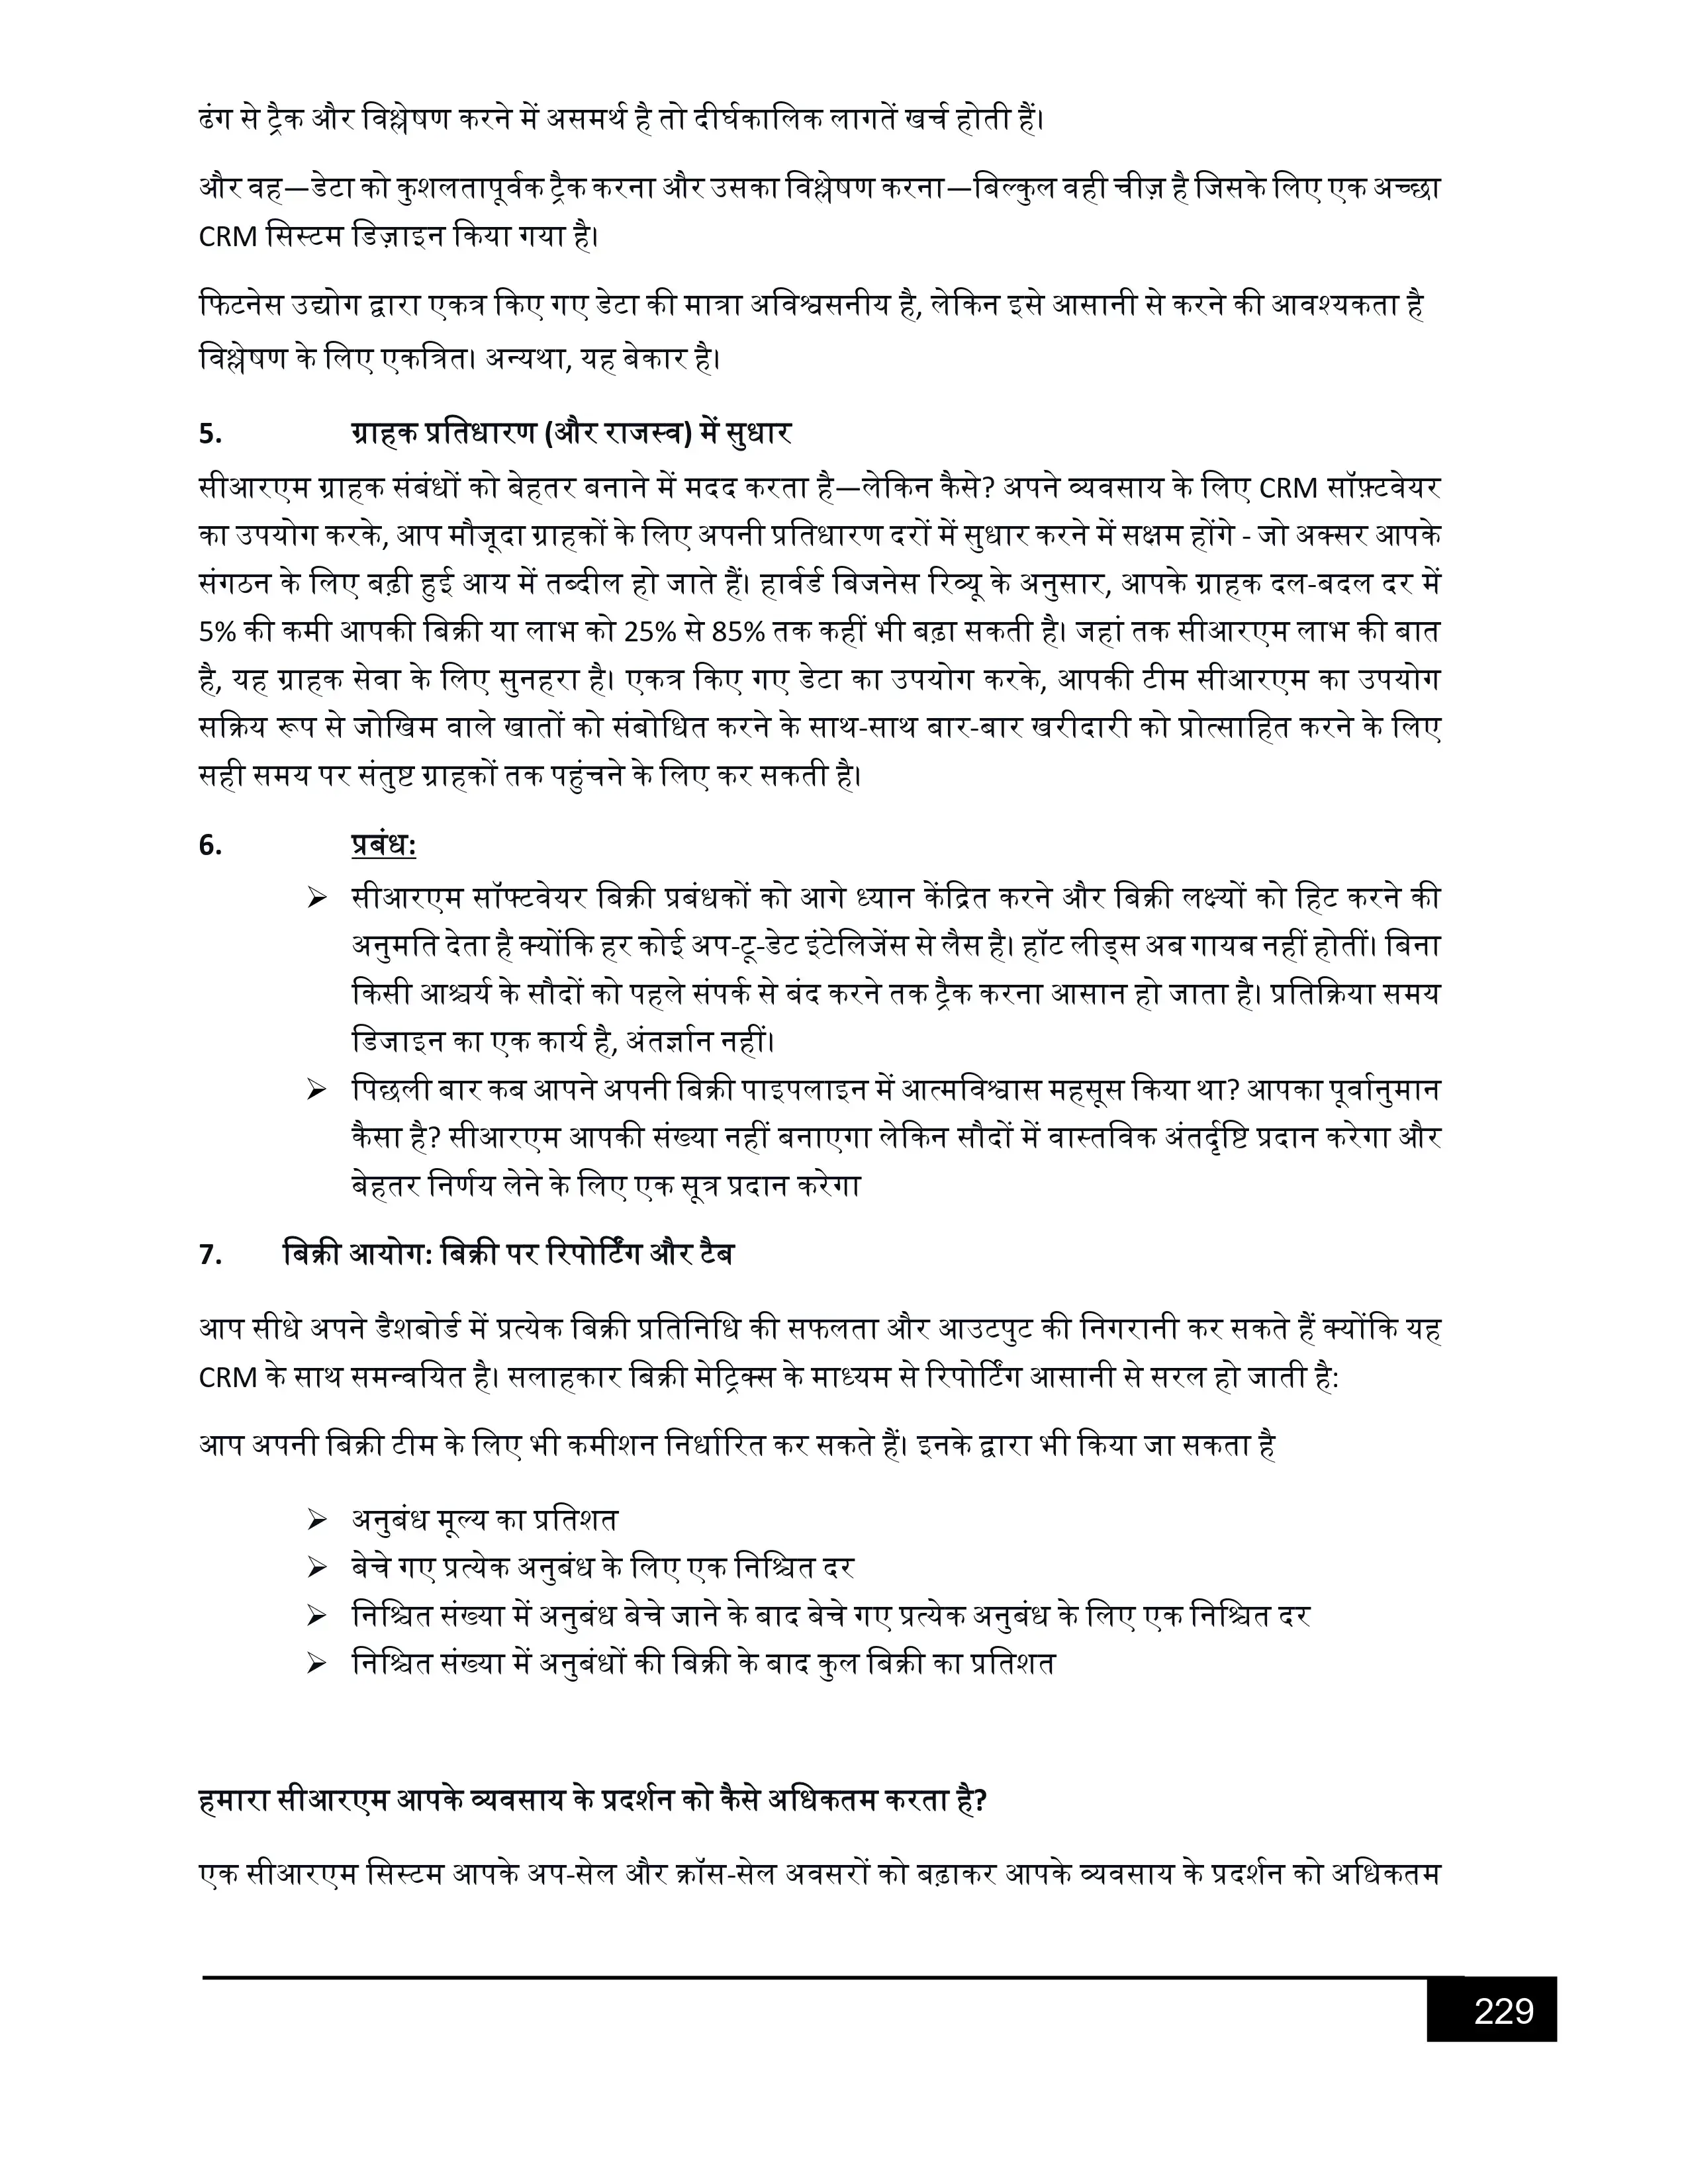 ढंग से ट्रैक और विश्लेषण करने में असमर्थ है तो दीर्घकालिक लागतें खर्च होती हैं।
और वह—डेटा को कुशलतापूर्वक ट्रैक करना और उसका विश्लेषण करना—बिल्कुल वही चीज़ है जिसके लिए एक अच्छा
CRM सिस्टम डिज़ाइन किया गया है।
फिटनेस उद्योग द्वारा एकत्र किए गए डेटा की मात्रा अविश्वसनीय है, लेकिन इसे आसानी से करने की आवश्यकता है
विश्लेषण के लिए एकत्रित। अन्यथा, यह बेकार है।
5. ग्राहक प्रतिधारण (और राजस्व) में सुधार
सीआरएम ग्राहक संबंधों को बेहतर बनाने में मदद करता है—लेकिन कैसे? अपने व्यवसाय के लिए CRM सॉफ़्टवेयर
का उपयोग करके, आप मौजूदा ग्राहकों के लिए अपनी प्रतिधारण दरों में सुधार करने में सक्षम होंगे - जो अक्सर आपके
संगठन के लिए बढ़ी हुई आय में तब्दील हो जाते हैं। हार्वर्ड बिजनेस रिव्यू के अनुसार, आपके ग्राहक दल-बदल दर में
5% की कमी आपकी बिक्री या लाभ को 25% से 85% तक कहीं भी बढ़ा सकती है। जहां तक सीआरएम लाभ की बात
है, यह ग्राहक सेवा के लिए सुनहरा है। एकत्र किए गए डेटा का उपयोग करके, आपकी टीम सीआरएम का उपयोग
सक्रिय रूप से जोखिम वाले खातों को संबोधित करने के साथ-साथ बार-बार खरीदारी को प्रोत्साहित करने के लिए
सही समय पर संतुष्ट ग्राहकों तक पहुंचने के लिए कर सकती है।
6. प्रबंध:
➢ सीआरएम सॉफ्टवेयर बिक्री प्रबंधकों को आगे ध्यान केंद्रित करने और बिक्री लक्ष्यों को हिट करने की
अनुमति देता है क्योंकि हर कोई अप-टू-डेट इंटेलिजेंस से लैस है। हॉट लीड्स अब गायब नहीं होतीं। बिना
किसी आश्चर्य के सौदों को पहले संपर्क से बंद करने तक ट्रैक करना आसान हो जाता है। प्रतिक्रिया समय
डिजाइन का एक कार्य है, अंतर्ज्ञान नहीं।
➢ पिछली बार कब आपने अपनी बिक्री पाइपलाइन में आत्मविश्वास महसूस किया था? आपका पूर्वानुमान
कैसा है? सीआरएम आपकी संख्या नहीं बनाएगा लेकिन सौदों में वास्तविक अंतर्दृष्टि प्रदान करेगा और
बेहतर निर्णय लेने के लिए एक सूत्र प्रदान करेगा
7. बिक्री आयोग: बिक्री पर रिपोर्टिंग और टैब
आप सीधे अपने डैशबोर्ड में प्रत्येक बिक्री प्रतिनिधि की सफलता और आउटपुट की निगरानी कर सकते हैं क्योंकि यह
CRM के साथ समन्वयित है। सलाहकार बिक्री मेट्रिक्स के माध्यम से रिपोर्टिंग आसानी से सरल हो जाती है:
आप अपनी बिक्री टीम के लिए भी कमीशन निर्धारित कर सकते हैं। इनके द्वारा भी किया जा सकता है
➢ अनुबंध मूल्य का प्रतिशत
➢ बेचे गए प्रत्येक अनुबंध के लिए एक निश्चित दर
➢ निश्चित संख्या में अनुबंध बेचे जाने के बाद बेचे गए प्रत्येक अनुबंध के लिए एक निश्चित दर
➢ निश्चित संख्या में अनुबंधों की बिक्री के बाद कुल बिक्री का प्रतिशत
हमारा सीआरएम आपके व्यवसाय के प्रदर्शन को कैसे अधिकतम करता है?
एक सीआरएम सिस्टम आपके अप-सेल और क्रॉस-सेल अवसरों को बढ़ाकर आपके व्यवसाय के प्रदर्शन को अधिकतम
229